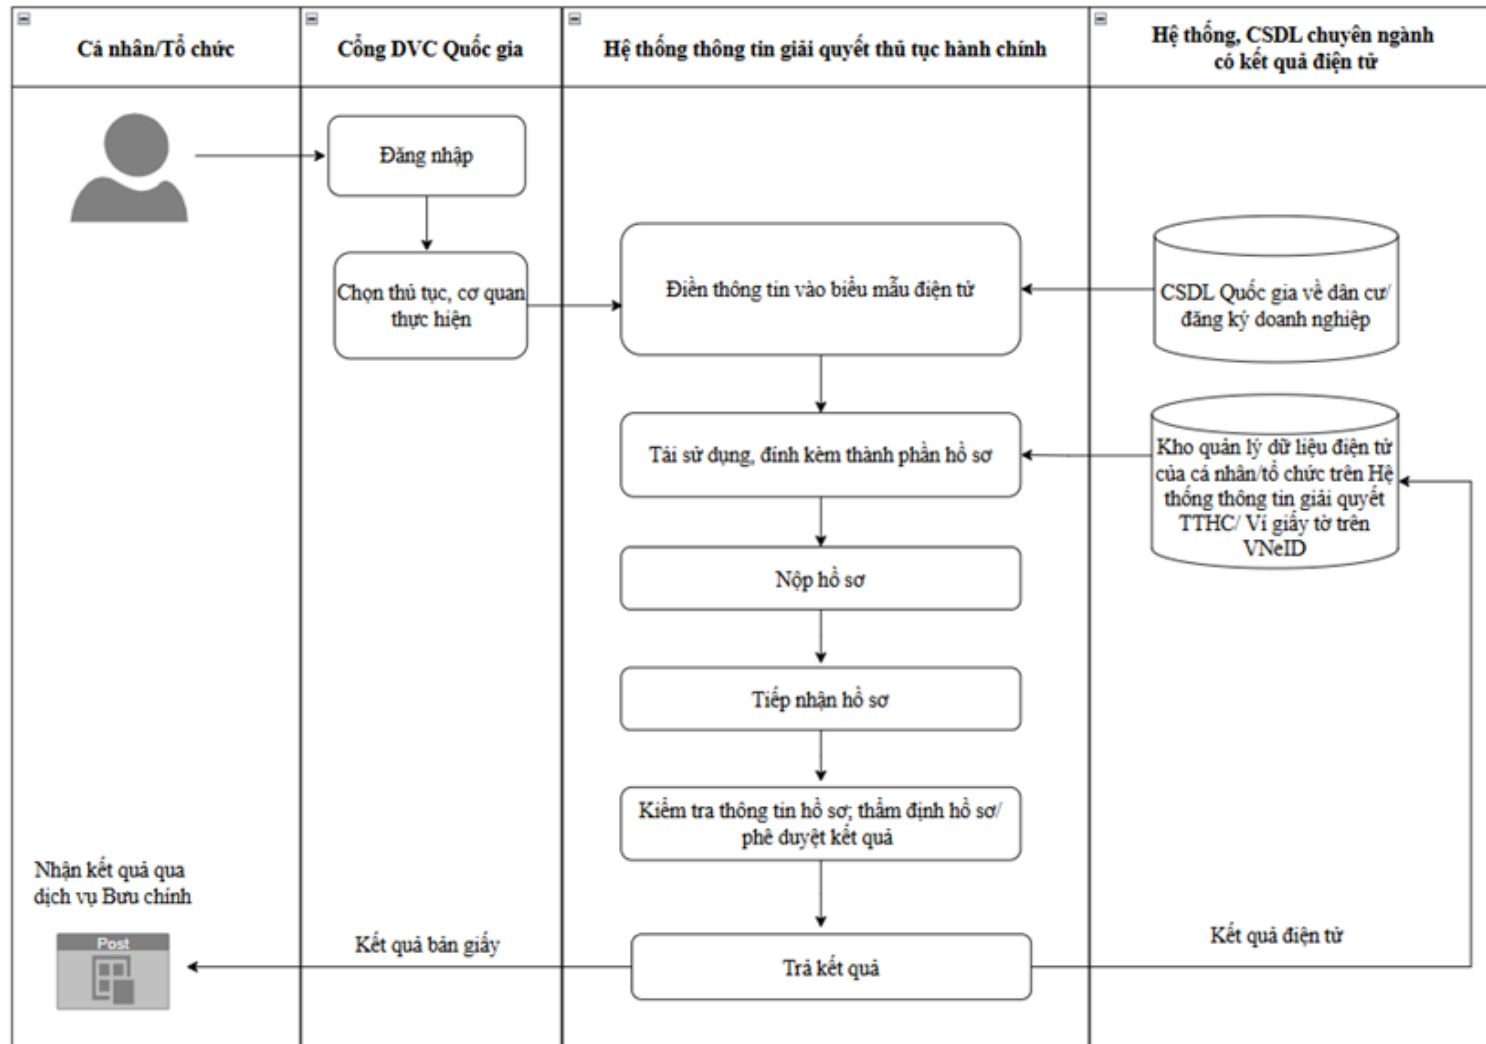 Cá nhân/Tổ chức
Cổng DVC Quốc gia
Hệ thống thông tin giải quyết thủ tục hành chính
Hệ thống, CSDL chuyên ngành
có kết quả điện tử
Đăng nhập
Chọn thủ tục, cơ quan
thực hiện
Điền thông tin vào biểu mẫu điện tử
CSDL Quốc gia về dân cư/
đăng ký doanh nghiệp
Tái sử dụng, đính kèm thành phần hồ sơ
Kho quản lý dữ liệu điện tử
của cá nhân/tổ chức trên Hệ
thống thông tin giải quyết
TTHC/ Ví giấy tờ trên
VNeID
Nộp hồ sơ
Tiếp nhận hồ sơ
Kiểm tra thông tin hồ sơ; thẩm định hồ sơ/
phê duyệt kết quả
Nhận kết quả qua
dịch vụ Bưu chính
Post
Kết quả bản giấy
Trả kết quả
Kết quả điện tử